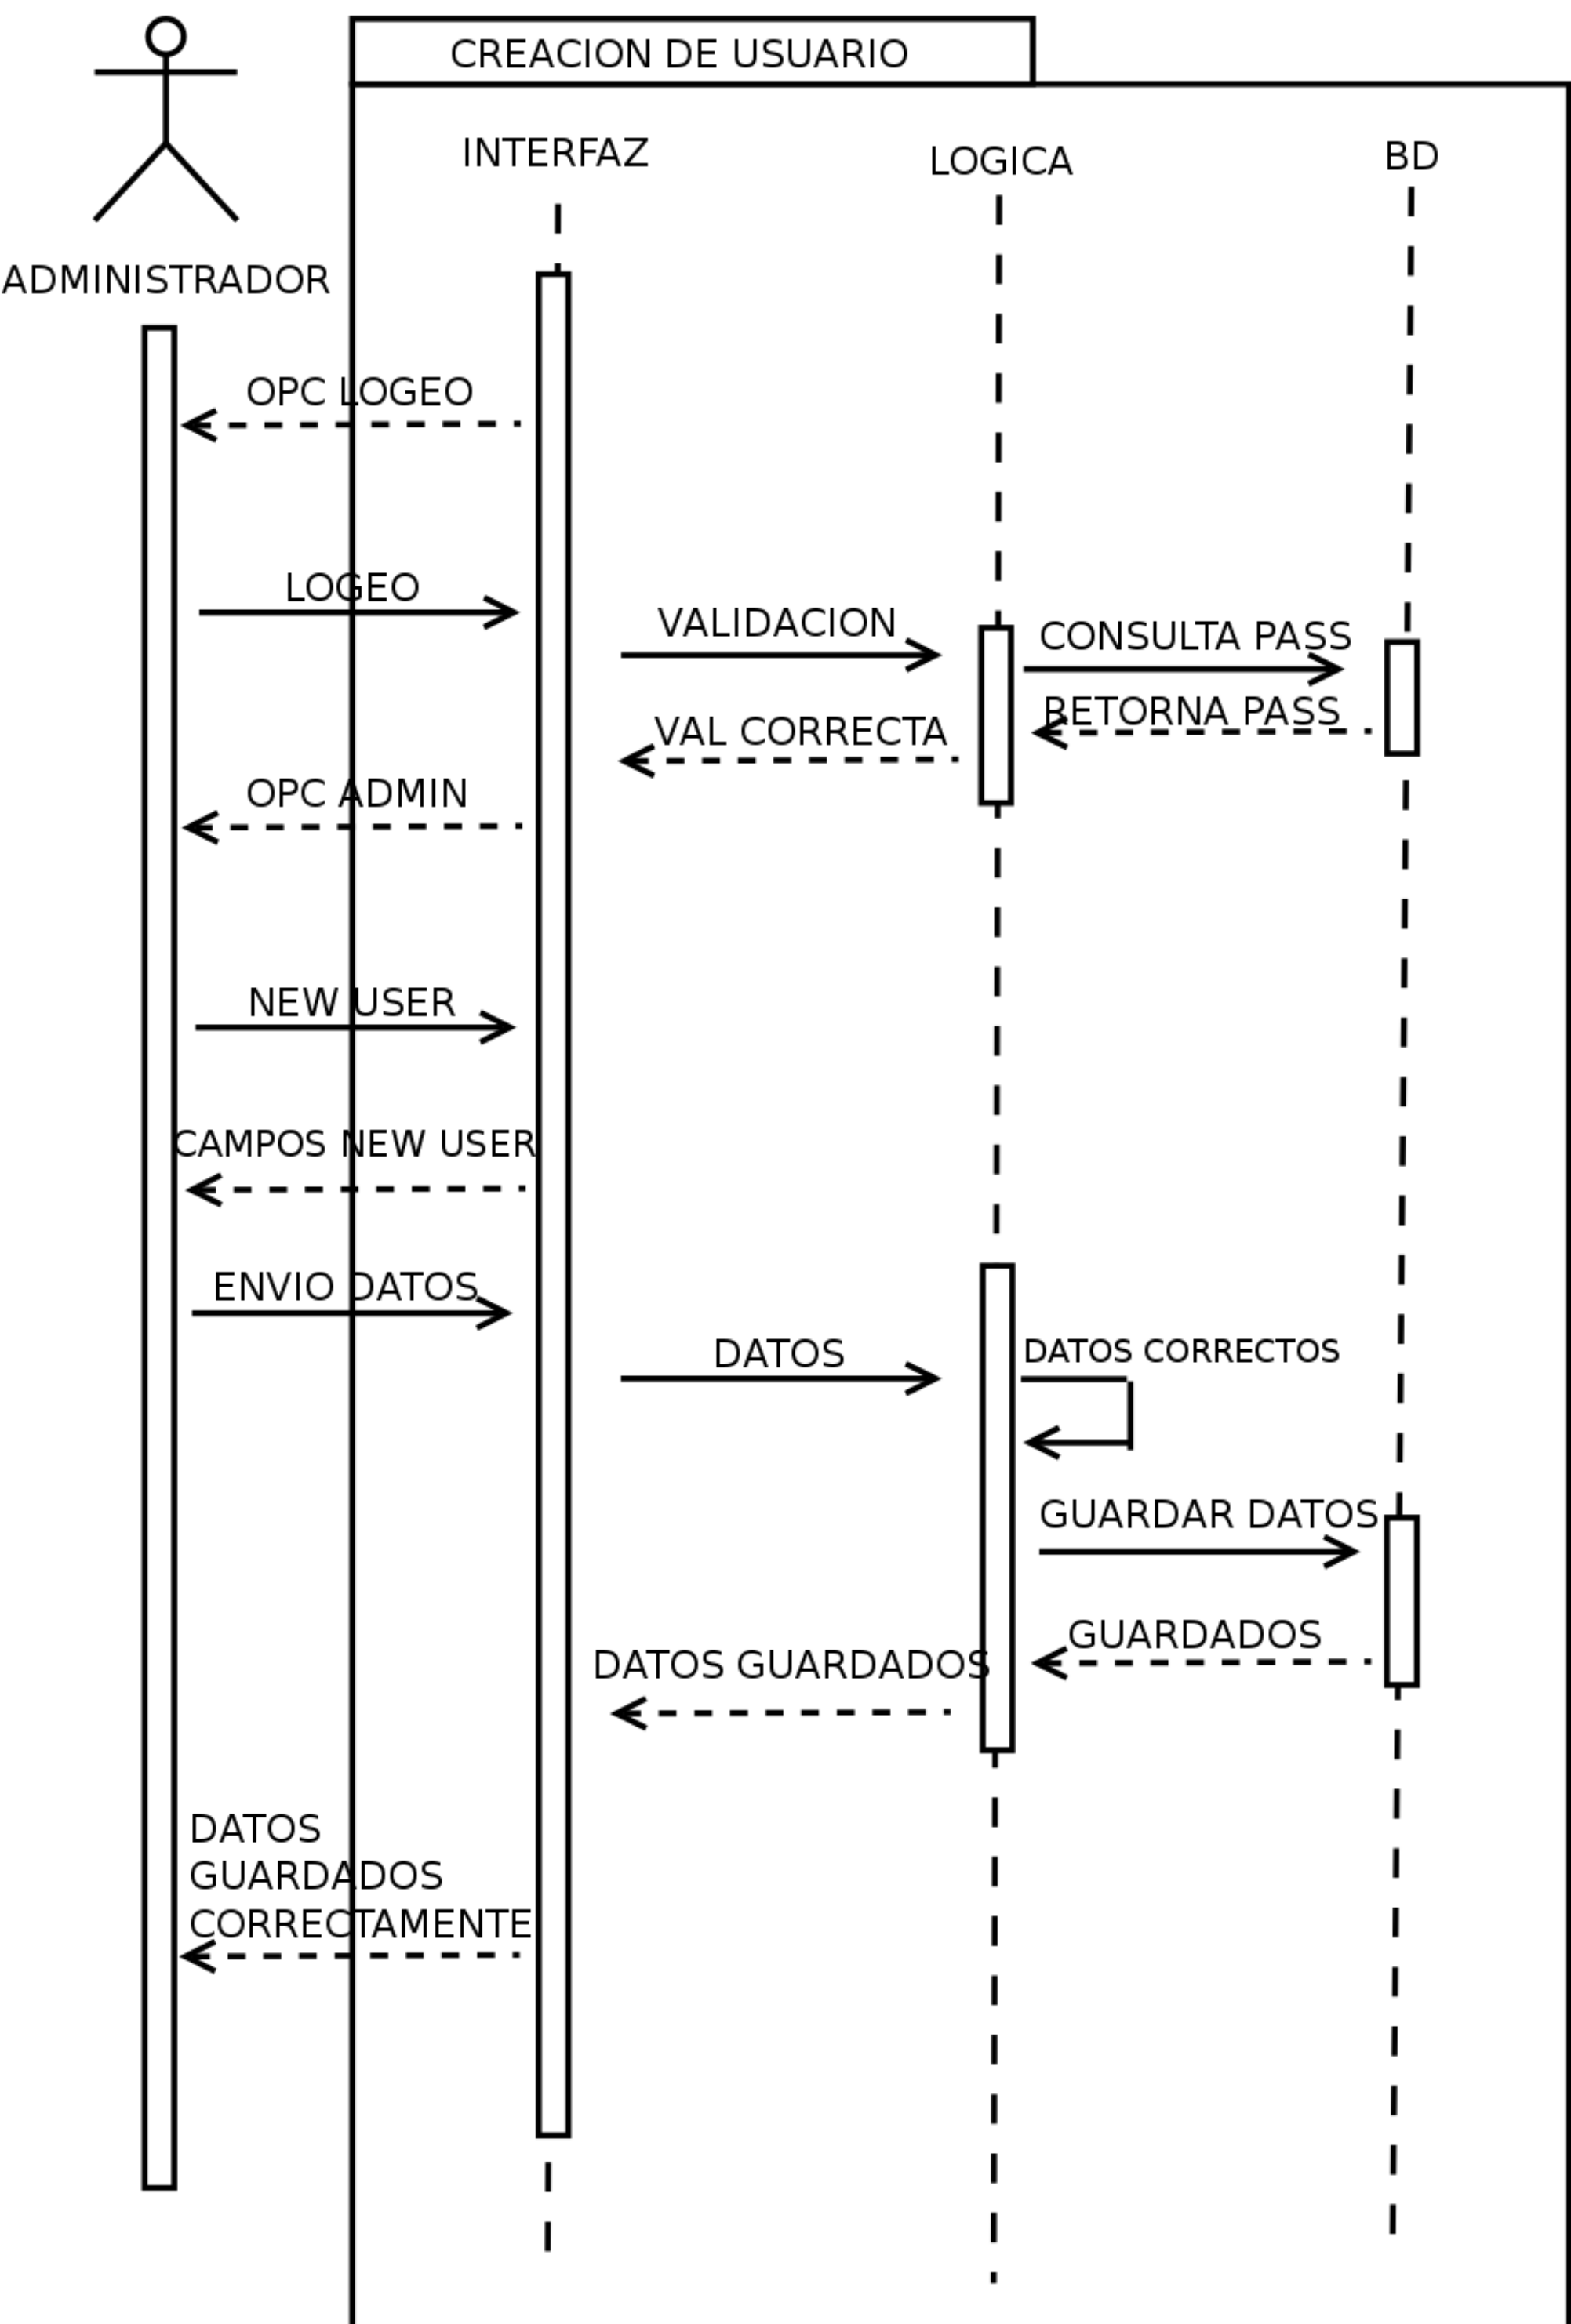 CREACION DE USUARIO
INTERFAZ
LOGICA
BD
ADMINISTRADOR
OPC LOGEO
LOGEO
VALIDACION
CONSULTA PASS
RETORNA PASS
VAL CORRECTA
OPC ADMIN
NEW USER
CAMPOS NEW USER
ENVIO DATOS
DATOS
DATOS CORRECTOS
GUARDAR DATOS
GUARDADOS
DATOS GUARDADOS
DATOS
GUARDADOS
CORRECTAMENTE